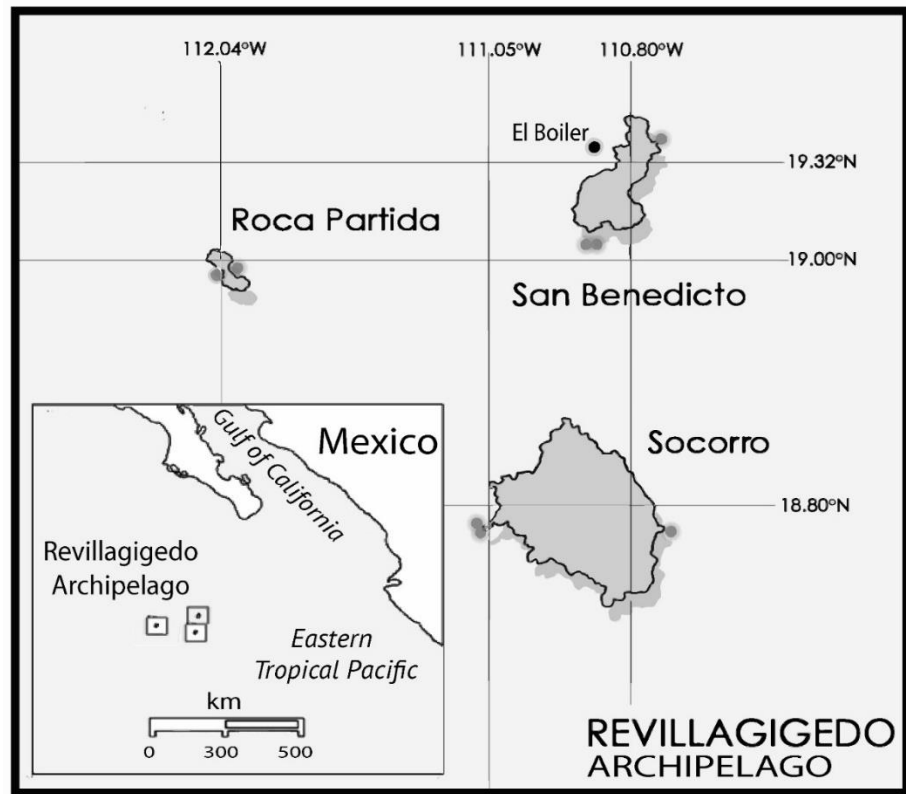 112.04°W
111.05°W
110.80°W
El Boiler
19.32°N
Roca Partida
19.00°N
San Benedicto
Mexico
Gulf of California
Socorro
18.80°N
Revillagigedo
Archipelago
Eastern
Tropical Pacific
km
0
300
500
REVILLAGIGEDO
ARCHIPELAGO